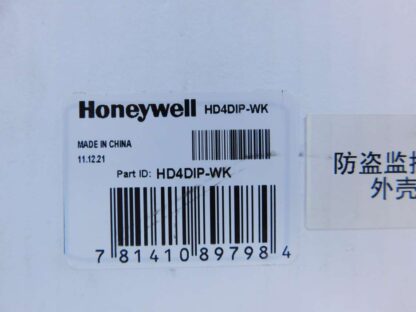 Honeywell HD4DIP-WK
MADE IN CHINA
11.12.21
Part ID: HD4DIP-WK
7 81410 89798 4
防盗监控
外壳